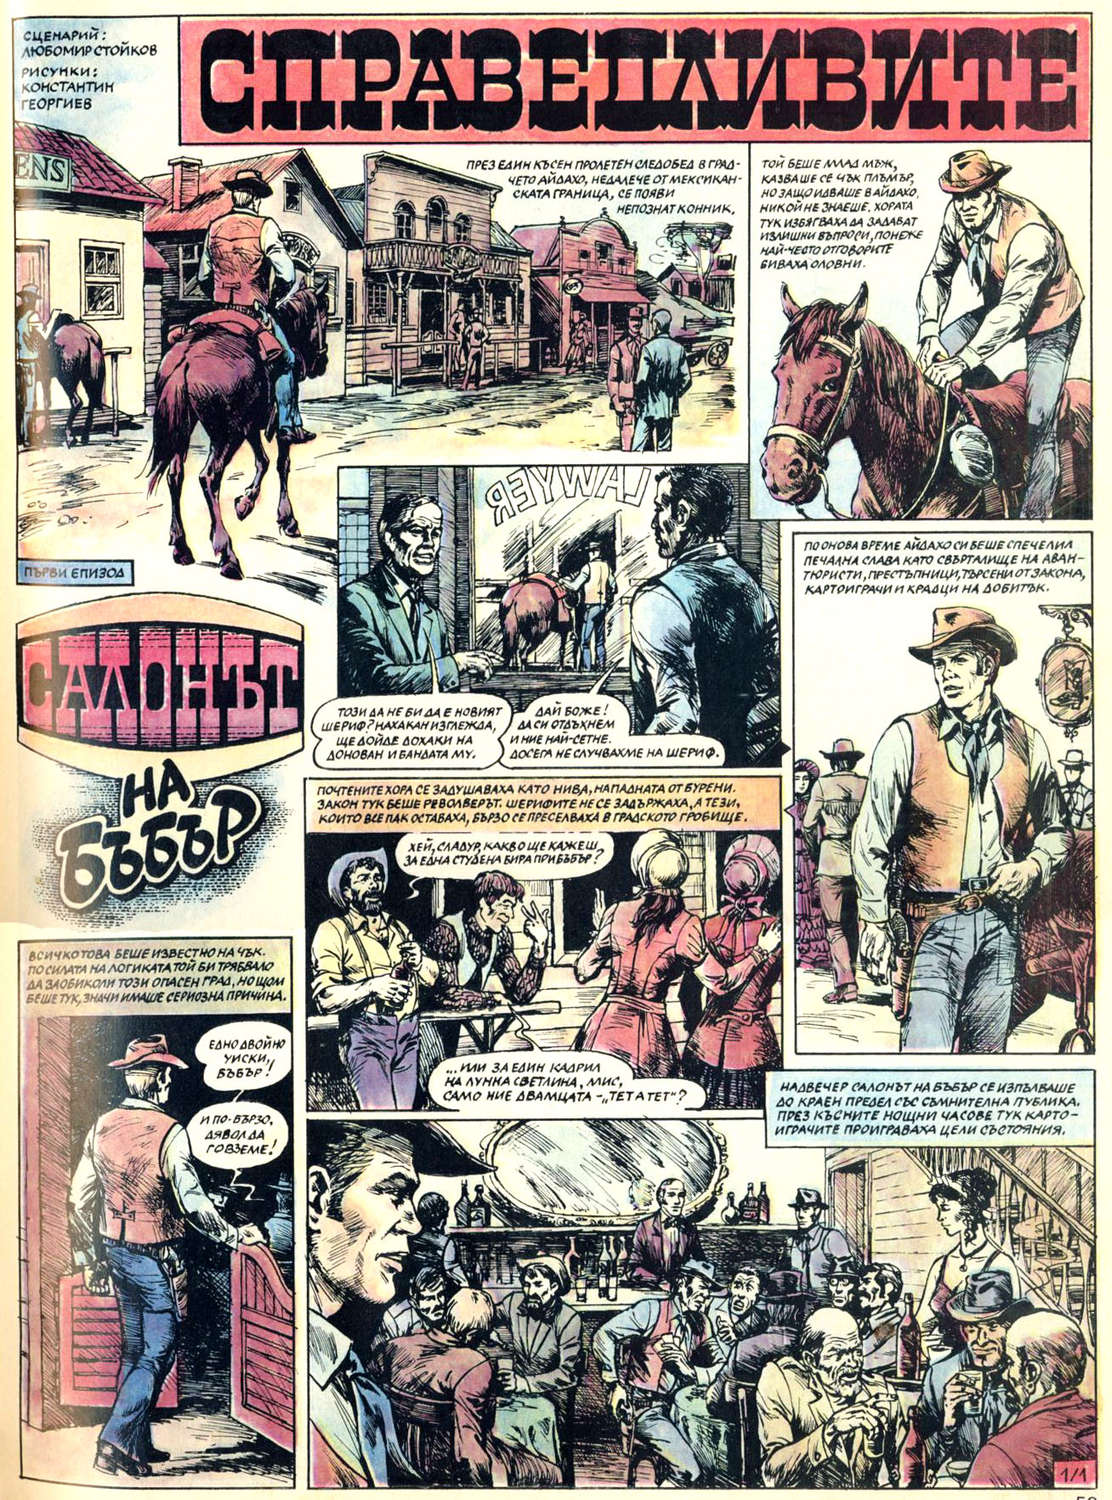 СЦЕНАРИЙ:
ЛЮБОМИР СТОЙКОВ
РИСУНКИ:
КОНСТАНТИН
ГЕОРГИЕВ
СПРАВЕДЛИВИТЕ
ENS
ПРЕЗ ЕДИН КЪСЕН ПРОЛЕТЕН СЛЕДОБЕД В ГРАД-
ЧЕТО АЙДАХО, НЕДАЛЕЧЕ ОТ МЕКСИКАН-
СКАТА ГРАНИЦА, СЕ ПОЯВИ
НЕПОЗНАТ КОННИК,
ТОЙ БЕШЕ МЛАД МЪЖ,
КАЗВАШЕ СЕ ЧЪК ПЛЪМЪР,
НО ЗАЩО ИДВАШЕ В АЙДАХО,
НИКОЙ НЕ ЗНАЕШЕ, ХОРАТА
ТУК ИЗБЯГВАХА ДА ЗАДАВАТ
ИЗЛИШНИ ВЪПРОСИ, ПОНЕЖЕ
НАЙ-ЧЕСТО ОТГОВОРИТЕ
БИВАХА ОЛОВНИ.
ПЪРВИ ЕПИЗОД
САЛОНЪТ
НА
БЪБЪР
LAWYER
ТОЗИ ДА НЕ БИ ДА Е НОВИЯТ
ШЕРИФ? НАХАКАН ИЗГЛЕЖДА,
ЩЕ ДОЙДЕ ДОХАКИ НА
ДОНОВАН И БАНДАТА МУ.
ДАЙ БОЖЕ!
ДА СИ ОТДЪХНЕМ
И НИЕ НАЙ-СЕТНЕ.
ДОСЕГА НЕ СЛУЧВАХМЕ НА ШЕРИФ.
ПО ОНОВА ВРЕМЕ АЙДАХО СИ БЕШЕ СПЕЧЕЛИЛ
ПЕЧАЛНА СЛАВА КАТО СВЪРТАЛИЩЕ НА АВАН-
ТЮРИСТИ, ПРЕСТЪПНИЦИ, ТЪРСЕНИ ОТ ЗАКОНА,
КАРТОИГРАЧИ И КРАДЦИ НА ДОБИТЪК.
ПОЧТЕНИТЕ ХОРА СЕ ЗАДУШАВАХА КАТО НИВА, НАПАДНАТА ОТ БУРЕНИ.
ЗАКОН ТУК БЕШЕ РЕВОЛВЕРЪТ. ШЕРИФИТЕ НЕ СЕ ЗАДЪРЖАХА, А ТЕЗИ,
КОИТО ВСЕ ПАК ОСТАВАХА, БЪРЗО СЕ ПРЕСЕЛВАХА В ГРАДСКОТО ГРОБИЩЕ.
ХЕЙ, СЛАДУР, КАКВО ЩЕ КАЖЕШ
ЗА ЕДНА СТУДЕНА БИРА ПРИ БЪБЪР?
...ИЛИ ЗА ЕДИН КАДРИЛ
НА ЛУННА СВЕТЛИНА, МИС,
САМО НИЕ ДВАМЦАТА - „ТЕТ А ТЕТ"?
ВСИЧКО ТОВА БЕШЕ ИЗВЕСТНО НА ЧЪК.
ПО СИЛАТА НА ЛОГИКАТА ТОЙ БИ ТРЯБВАЛО
ДА ЗАОБИКОЛИ ТОЗИ ОПАСЕН ГРАД, НО ЩОМ
БЕШЕ ТУК, ЗНАЧИ ИМАШЕ СЕРИОЗНА ПРИЧИНА.
ЕДНО ДВОЙНО
УИСКИ,
БЪБЪР!
И ПО-БЪРЗО,
ДЯВОЛ ДА
ГО ВЗЕМЕ!
НАДВЕЧЕР САЛОНЪТ НА БЪБЪР СЕ ИЗПЪЛВАШЕ
ДО КРАЕН ПРЕДЕЛ СЪС СЪМНИТЕЛНА ПУБЛИКА.
ПРЕЗ КЪСНИТЕ НОЩНИ ЧАСОВЕ ТУК КАРТО-
ИГРАЧИТЕ ПРОИГРАВАХА ЦЕЛИ СЪСТОЯНИЯ.
1/1